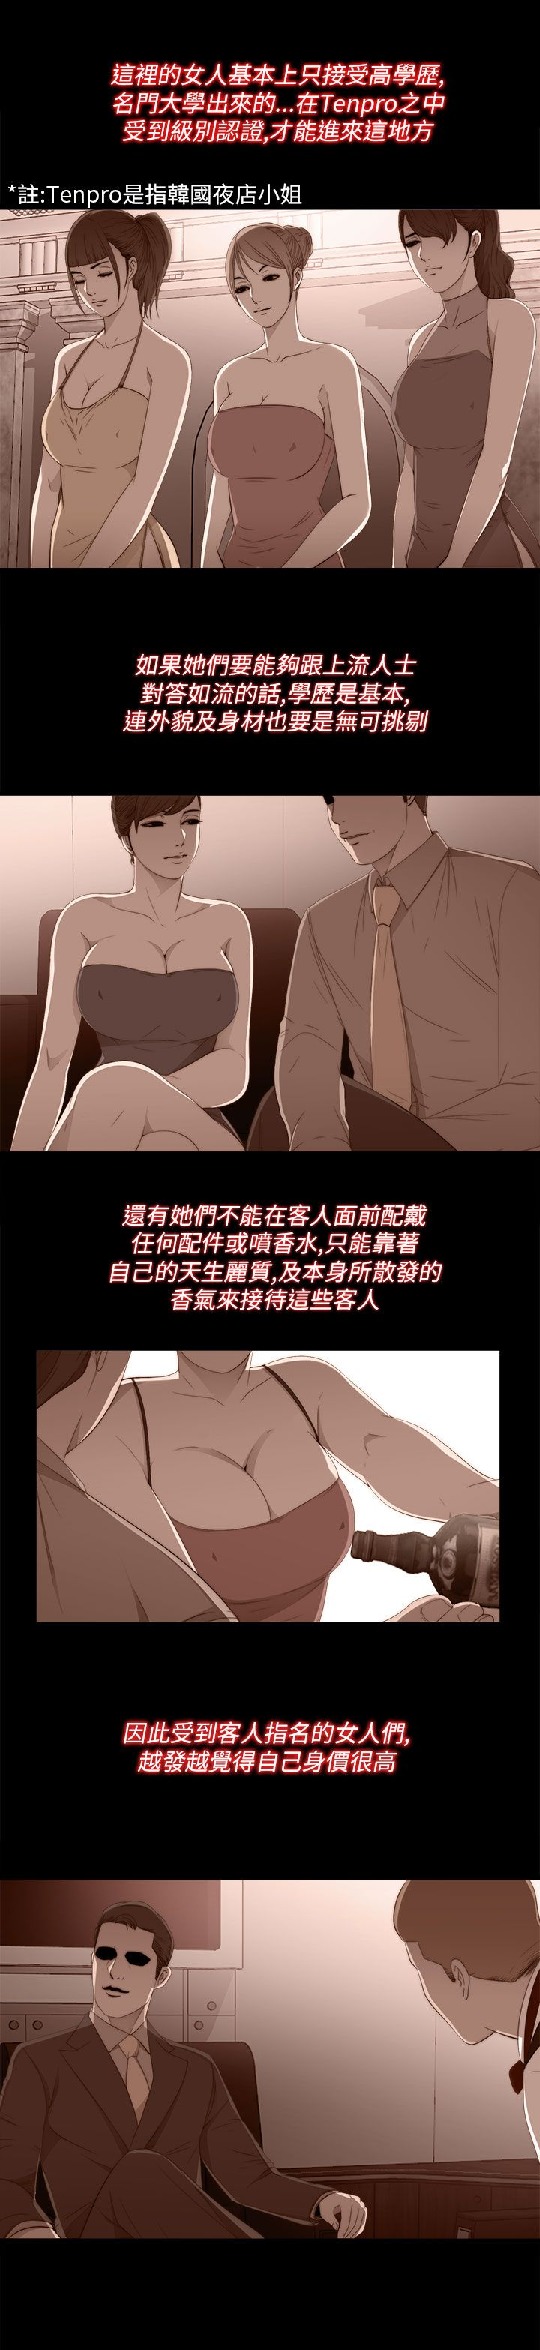 這裡的女人基本上只接受高學歷,
名門大學出來的...在Tenpro之中
受到級別認證,才能進來這地方
*註:Tenpro是指韓國夜店小姐
如果她們要能夠跟上流人士
對答如流的話,學歷是基本,
連外貌及身材也要是無可挑剔
還有她們不能在客人面前配戴
任何配件或噴香水,只能靠著
自己的天生麗質,及本身所散發的
香氣來接待這些客人
因此受到客人指名的女人們,
越發越覺得自己身價很高